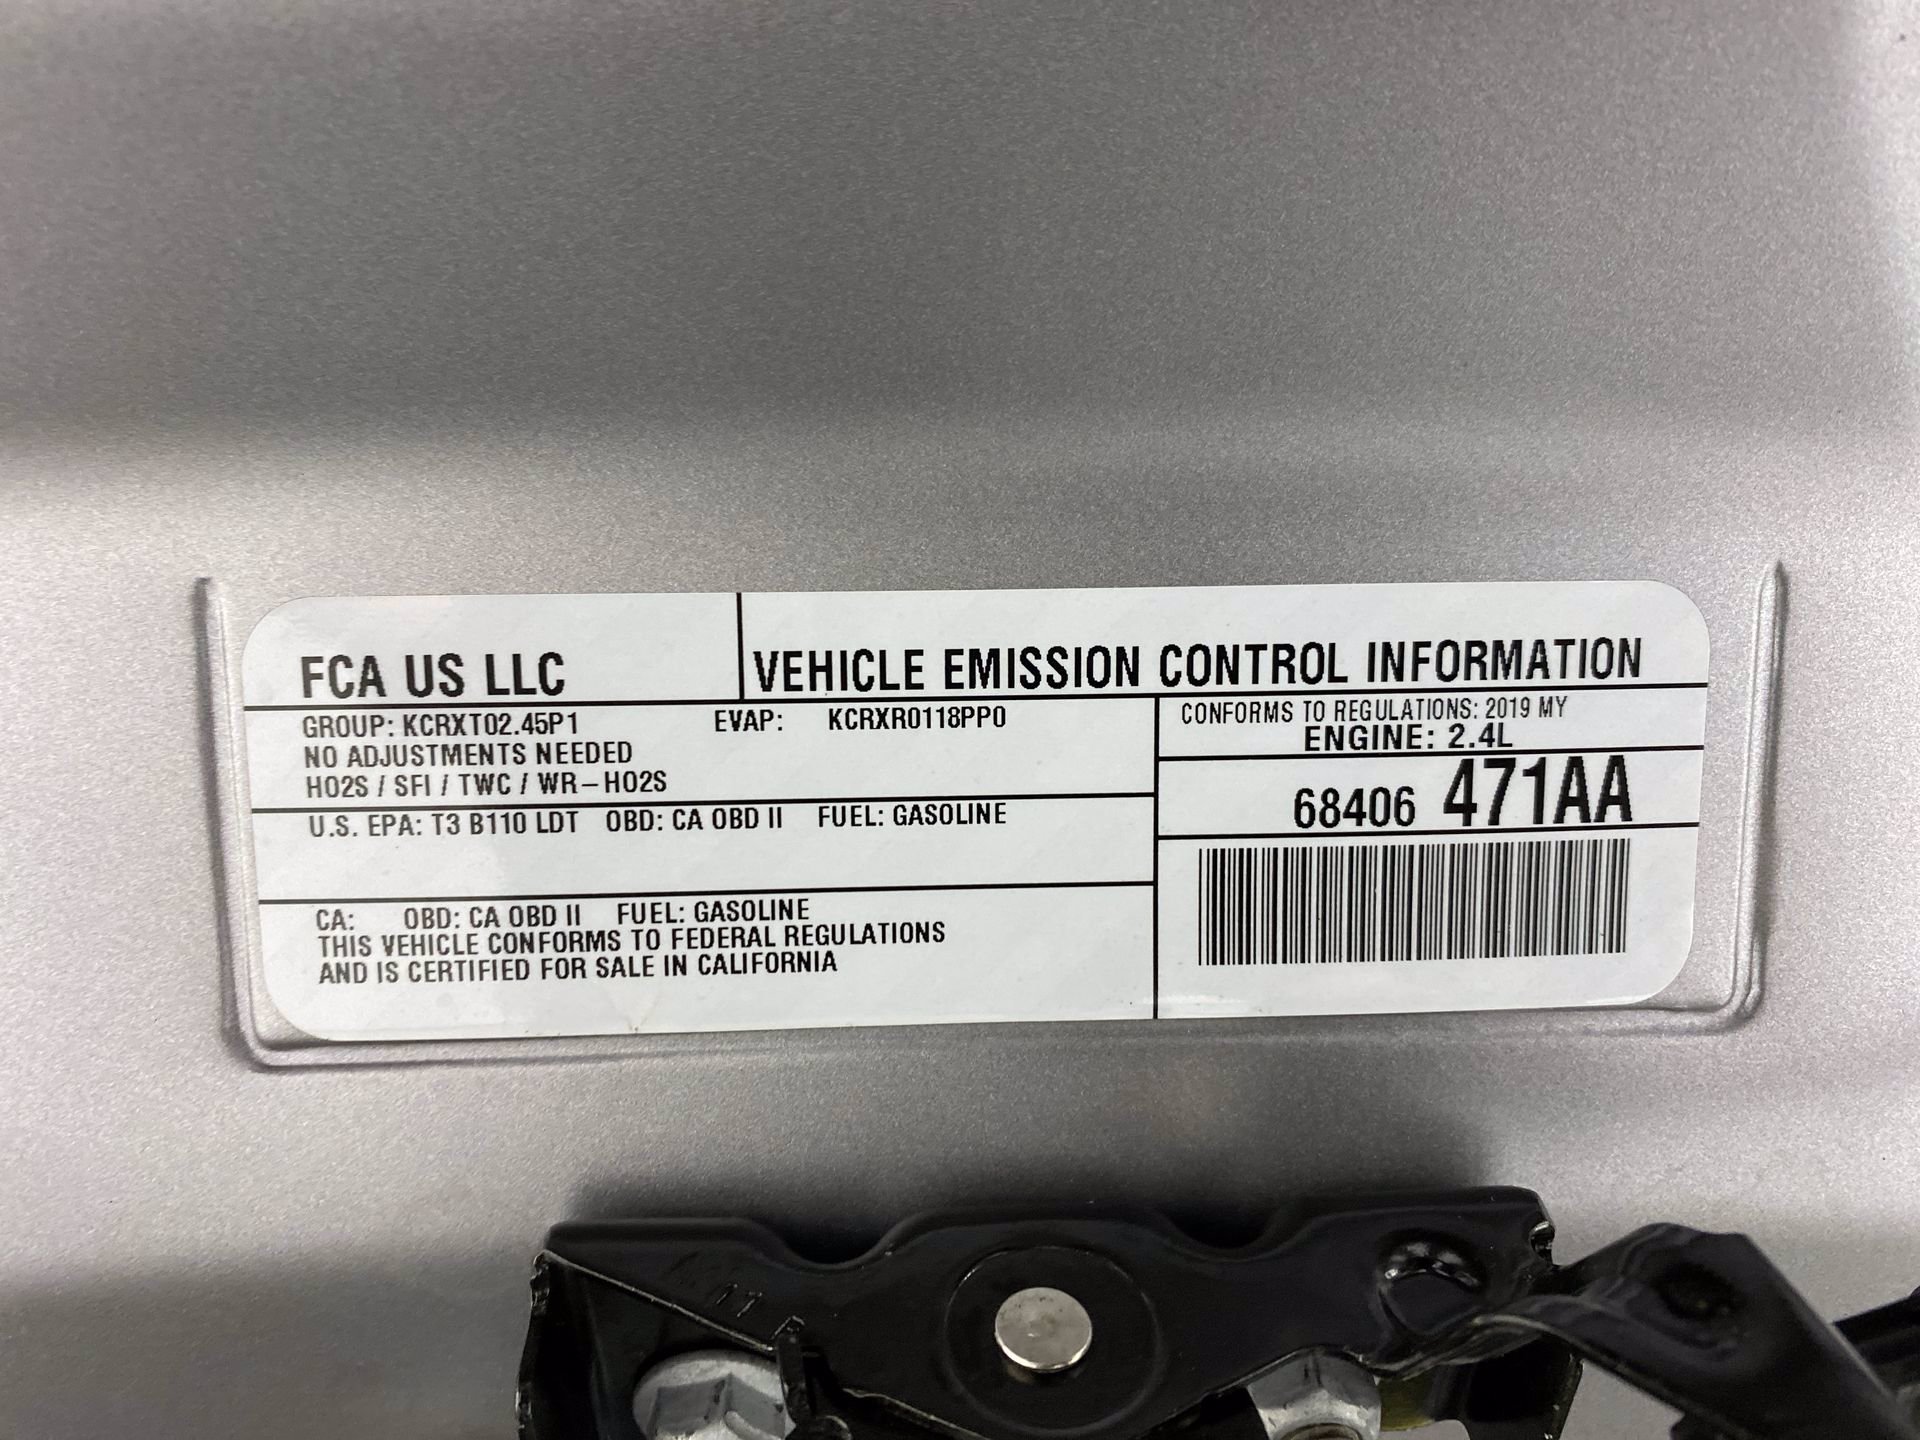 FCA US LLC
VEHICLE EMISSION CONTROL INFORMATION
GROUP: KCRXT02.45P1 EVAP: KCRXR0118PP0
NO ADJUSTMENTS NEEDED
HO2S / SFI / TWC / WR-HO2S
CONFORMS TO REGULATIONS: 2019 MY
ENGINE: 2.4L
68406 471AA
U.S. EPA: T3 B110 LDT OBD: CA OBD II FUEL: GASOLINE
CA: OBD: CA OBD II FUEL: GASOLINE
THIS VEHICLE CONFORMS TO FEDERAL REGULATIONS
AND IS CERTIFIED FOR SALE IN CALIFORNIA